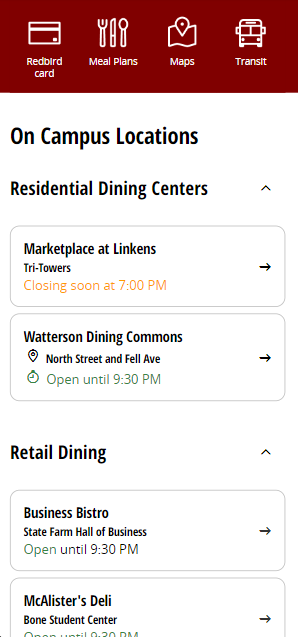 Redbird
card
Meal Plans
Maps
Transit
On Campus Locations
Residential Dining Centers
Marketplace at Linkens
Tri-Towers
Closing soon at 7:00 PM
Watterson Dining Commons
North Street and Fell Ave
Open until 9:30 PM
Retail Dining
Business Bistro
State Farm Hall of Business
Open until 9:30 PM
McAlister's Deli
Bone Student Center
Open until 9:30 PM